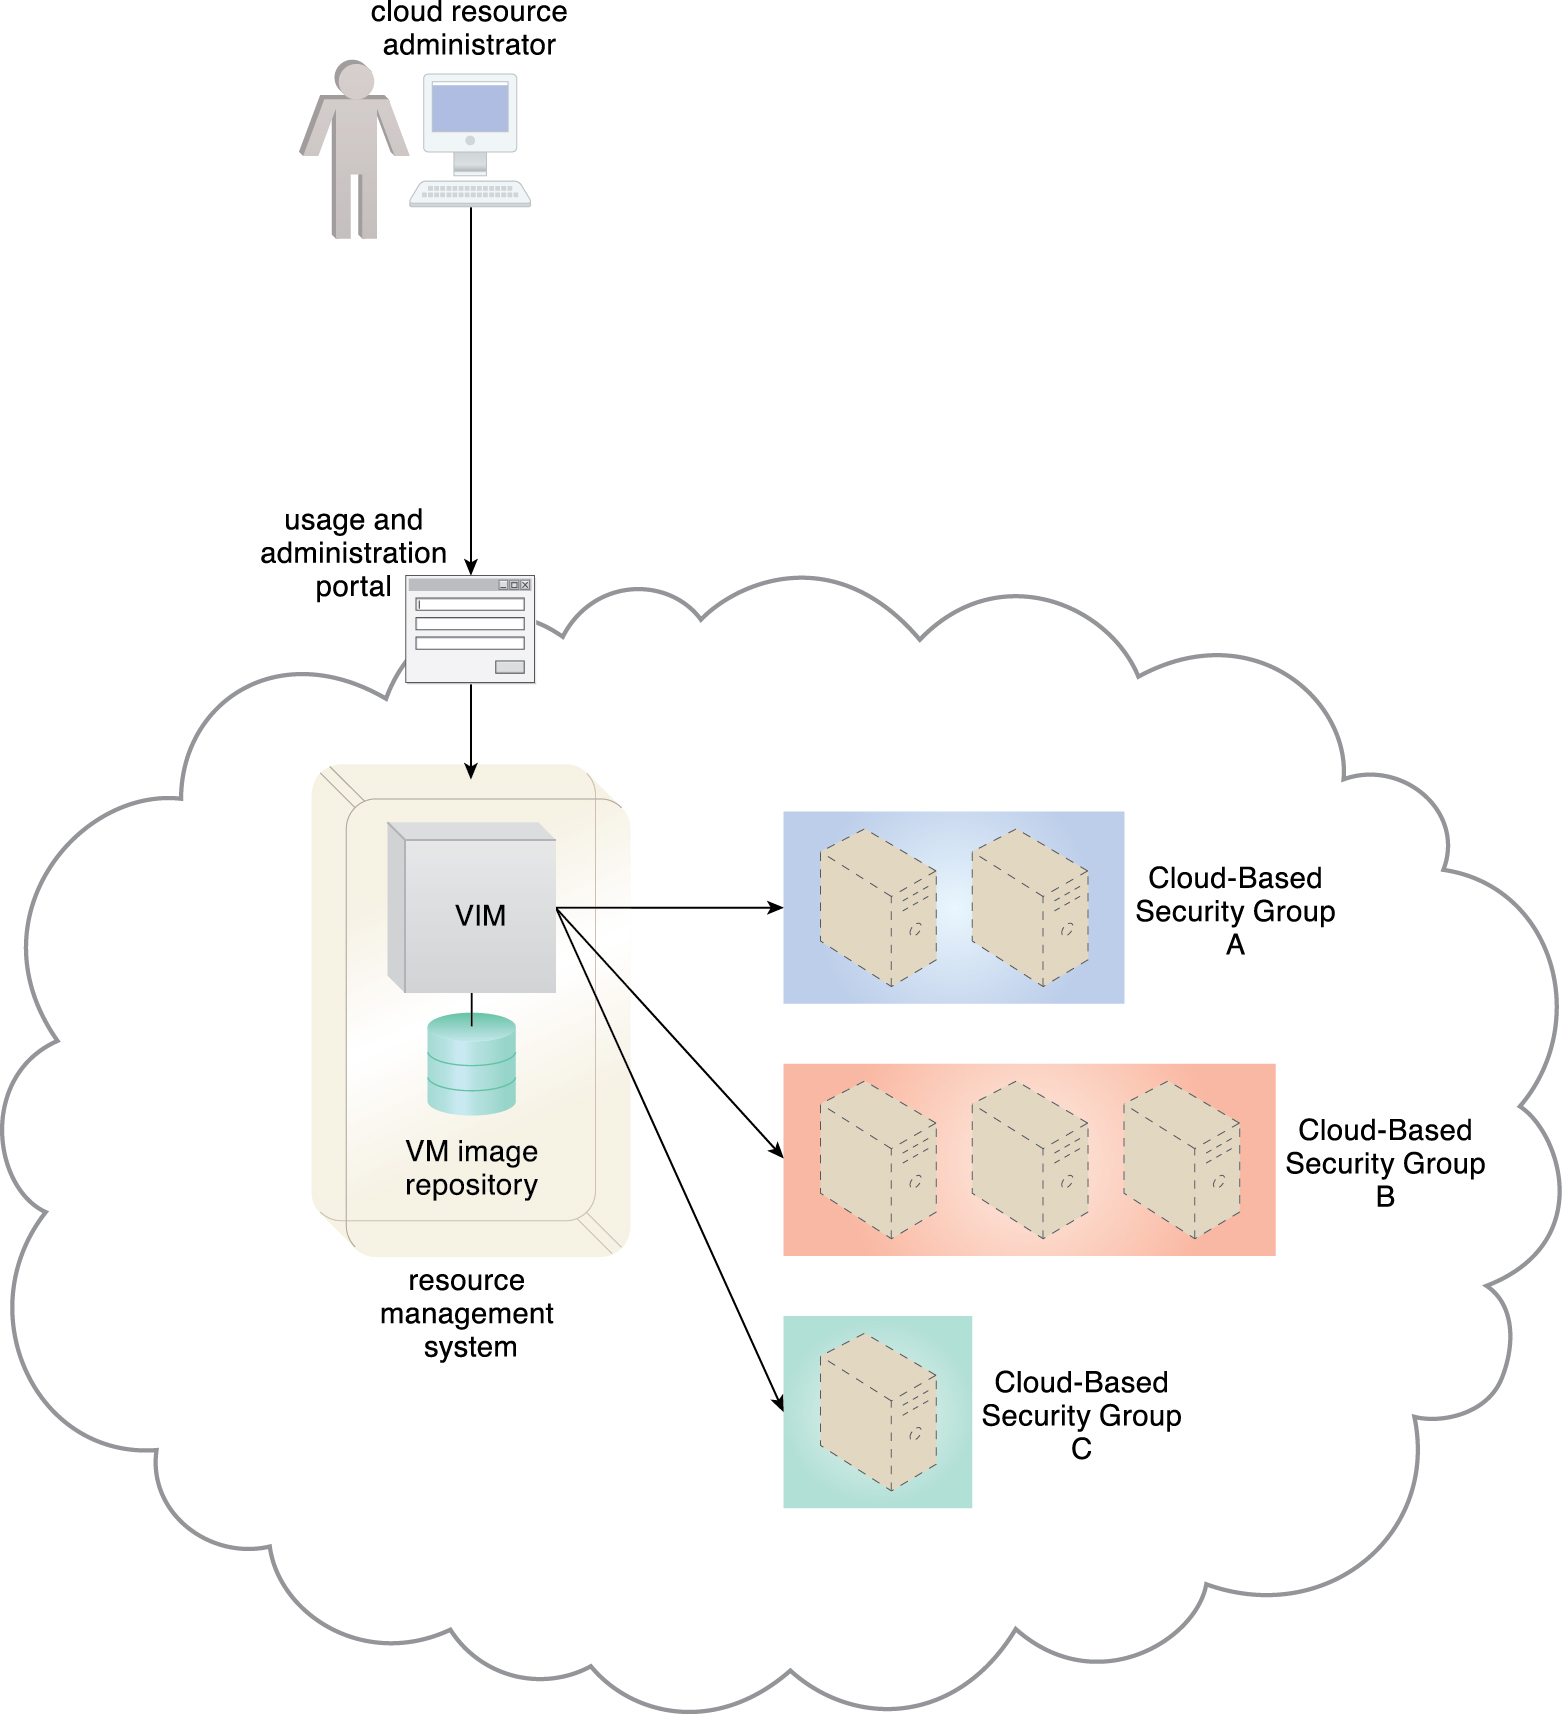 cloud resource
administrator
usage and
administration
portal
VIM
VM image
repository
resource
management
system
Cloud-Based
Security Group
A
Cloud-Based
Security Group
B
Cloud-Based
Security Group
C